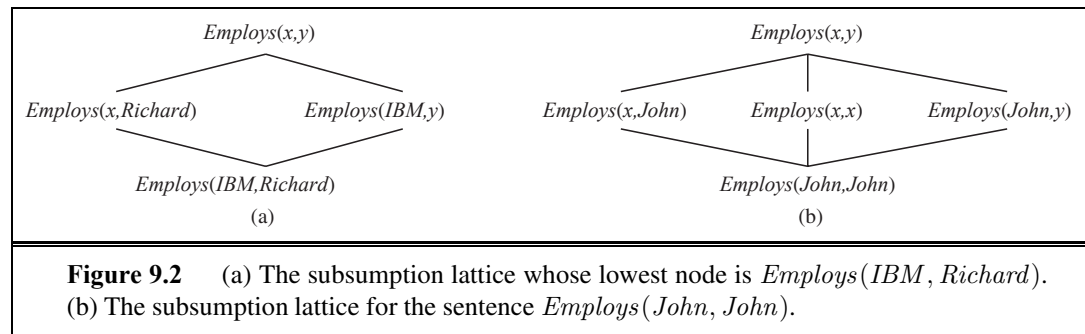 Employs(x,y) Employs(x,y)
Employs(x,Richard) Employs(IBM,y) Employs(x,John) Employs(x,x) Employs(John,y)
Employs(IBM,Richard) Employs(John,John)
(a) (b)
Figure 9.2 (a) The subsumption lattice whose lowest node is Employs(IBM, Richard).
(b) The subsumption lattice for the sentence Employs(John, John).